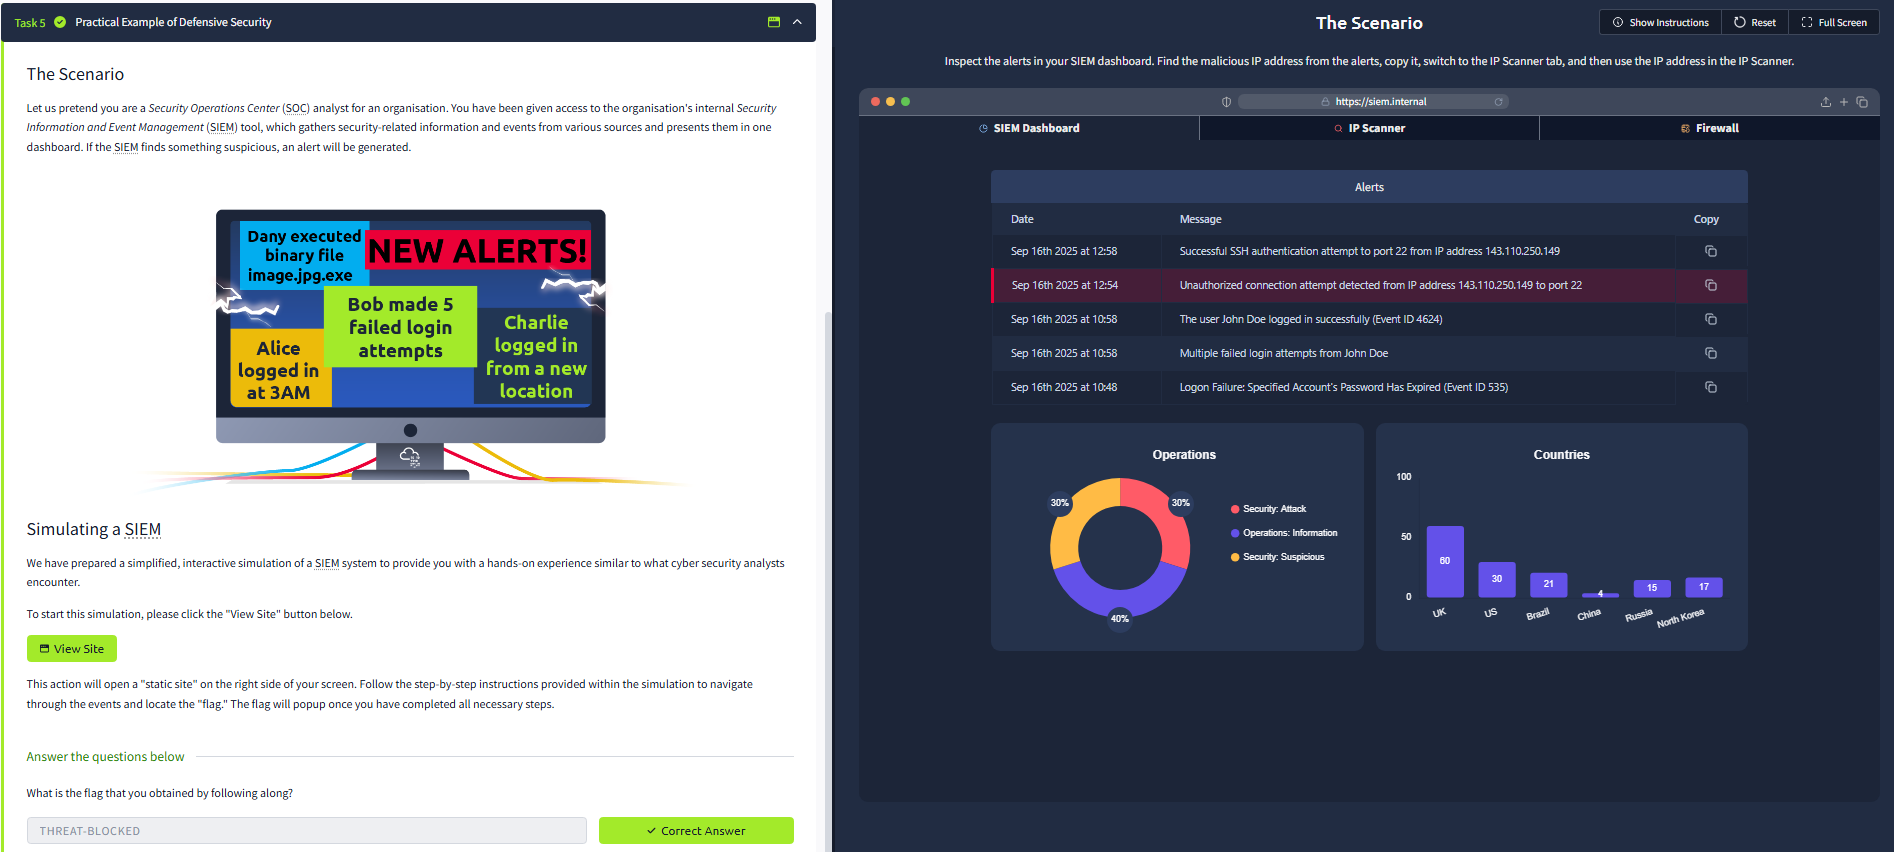 Task 5 Practical Example of Defensive Security
The Scenario
Let us pretend you are a Security Operations Center (SOC) analyst for an organisation. You have been given access to the organisation's internal Security
Information and Event Management (SIEM) tool, which gathers security-related information and events from various sources and presents them in one
dashboard. If the SIEM finds something suspicious, an alert will be generated.
Dany executed
binary file
image.jpg.exe
NEW ALERTS!
Bob made 5
failed login
attempts
Alice
logged in
at 3AM
Charlie
logged in
from a new
location
Simulating a SIEM
We have prepared a simplified, interactive simulation of a SIEM system to provide you with a hands-on experience similar to what cyber security analysts
encounter.
To start this simulation, please click the "View Site" button below.
View Site
This action will open a "static site" on the right side of your screen. Follow the step-by-step instructions provided within the simulation to navigate
through the events and locate the "flag." The flag will popup once you have completed all necessary steps.
Answer the questions below
What is the flag that you obtained by following along?
THREAT-BLOCKED
Correct Answer
The Scenario
Show Instructions
Reset
Full Screen
Inspect the alerts in your SIEM dashboard. Find the malicious IP address from the alerts, copy it, switch to the IP Scanner tab, and then use the IP address in the IP Scanner.
https://siem.internal
SIEM Dashboard
IP Scanner
Firewall
Alerts
Date Message Copy
Sep 16th 2025 at 12:58 Successful SSH authentication attempt to port 22 from IP address 143.110.250.149
Sep 16th 2025 at 12:54 Unauthorized connection attempt detected from IP address 143.110.250.149 to port 22
Sep 16th 2025 at 10:58 The user John Doe logged in successfully (Event ID 4624)
Sep 16th 2025 at 10:58 Multiple failed login attempts from John Doe
Sep 16th 2025 at 10:48 Logon Failure: Specified Account's Password Has Expired (Event ID 535)
Operations
30%
30%
40%
Security: Attack
Operations: Information
Security: Suspicious
Countries
100
50
0
60
30
21
4
15
17
UK
US
Brazil
China
Russia
North Korea